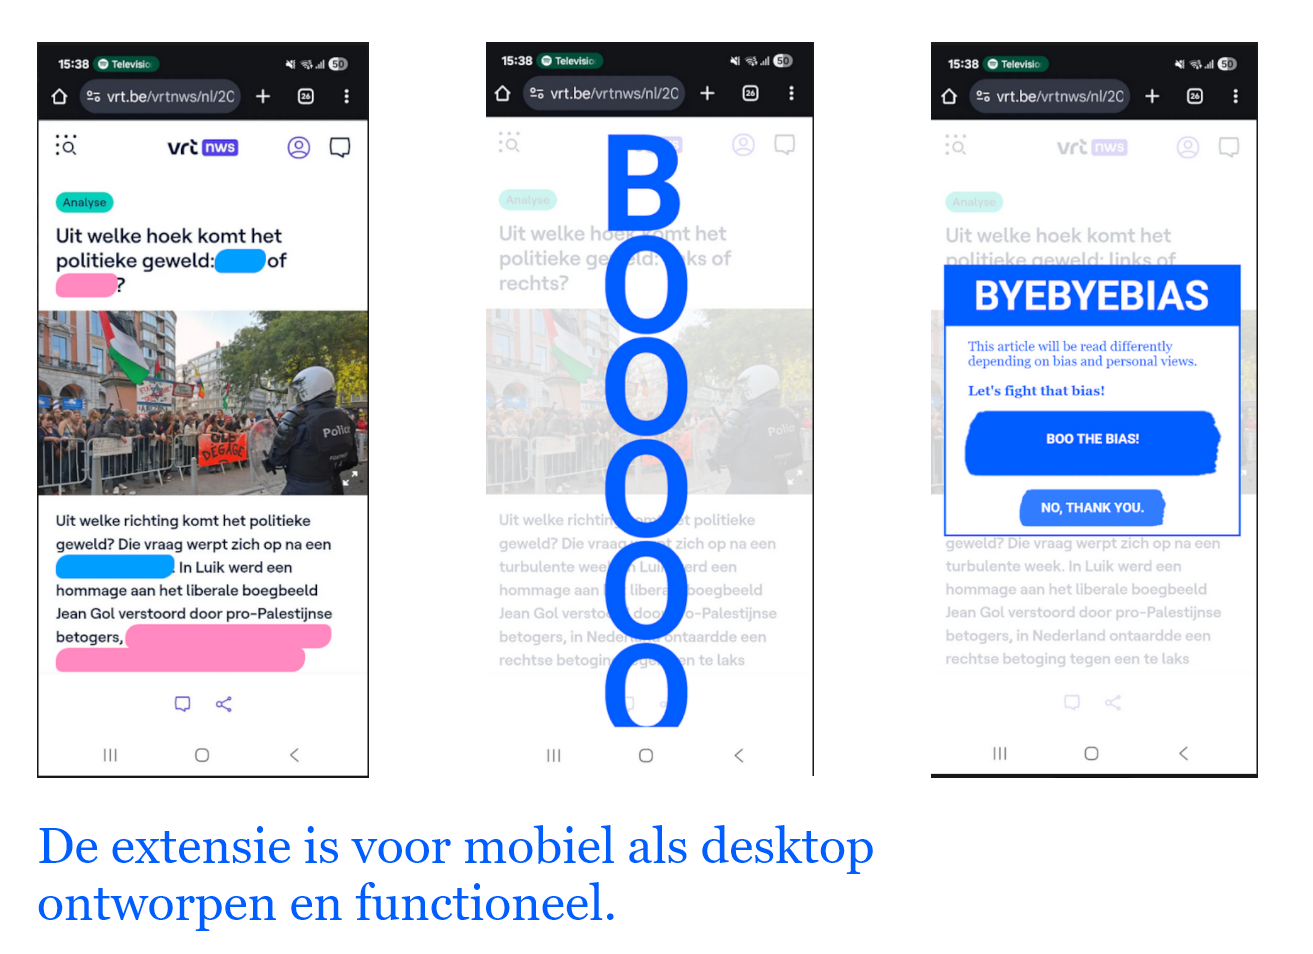 15:38 Televisio 50
vrt.be/vrtnws/nl/2C + 26
vrt nws
Analyse
Uit welke hoek komt het
politieke geweld: of
?
GLB
DÉGAGE
Uit welke richting komt het politieke
geweld? Die vraag werpt zich op na een
. In Luik werd een
hommage aan het liberale boegbeeld
Jean Gol verstoord door pro-Palestijnse
betogers,
15:38 Televisio 50
vrt.be/vrtnws/nl/2C + 26
Analyse
Uit welke hoek komt het
politieke geweld: links of
rechts?
BOOOOO
Uit welke richting komt het politieke
geweld? Die vraag werpt zich op na een
turbulente week. In Luik werd een
hommage aan het liberale boegbeeld
Jean Gol verstoord door pro-Palestijnse
betogers, in Nederland ontaardde een
rechtse betoging tegen een te laks
15:38 Televisio 50
vrt.be/vrtnws/nl/2C + 26
vrt nws
Analyse
Uit welke hoek komt het
politieke geweld: links of
BYEBYEBIAS
This article will be read differently
depending on bias and personal views.
Let's fight that bias!
BOO THE BIAS!
NO, THANK YOU.
geweld? Die vraag werpt zich op na een
turbulente week. In Luik werd een
hommage aan het liberale boegbeeld
Jean Gol verstoord door pro-Palestijnse
betogers, in Nederland ontaardde een
rechtse betoging tegen een te laks
De extensie is voor mobiel als desktop
ontworpen en functioneel.